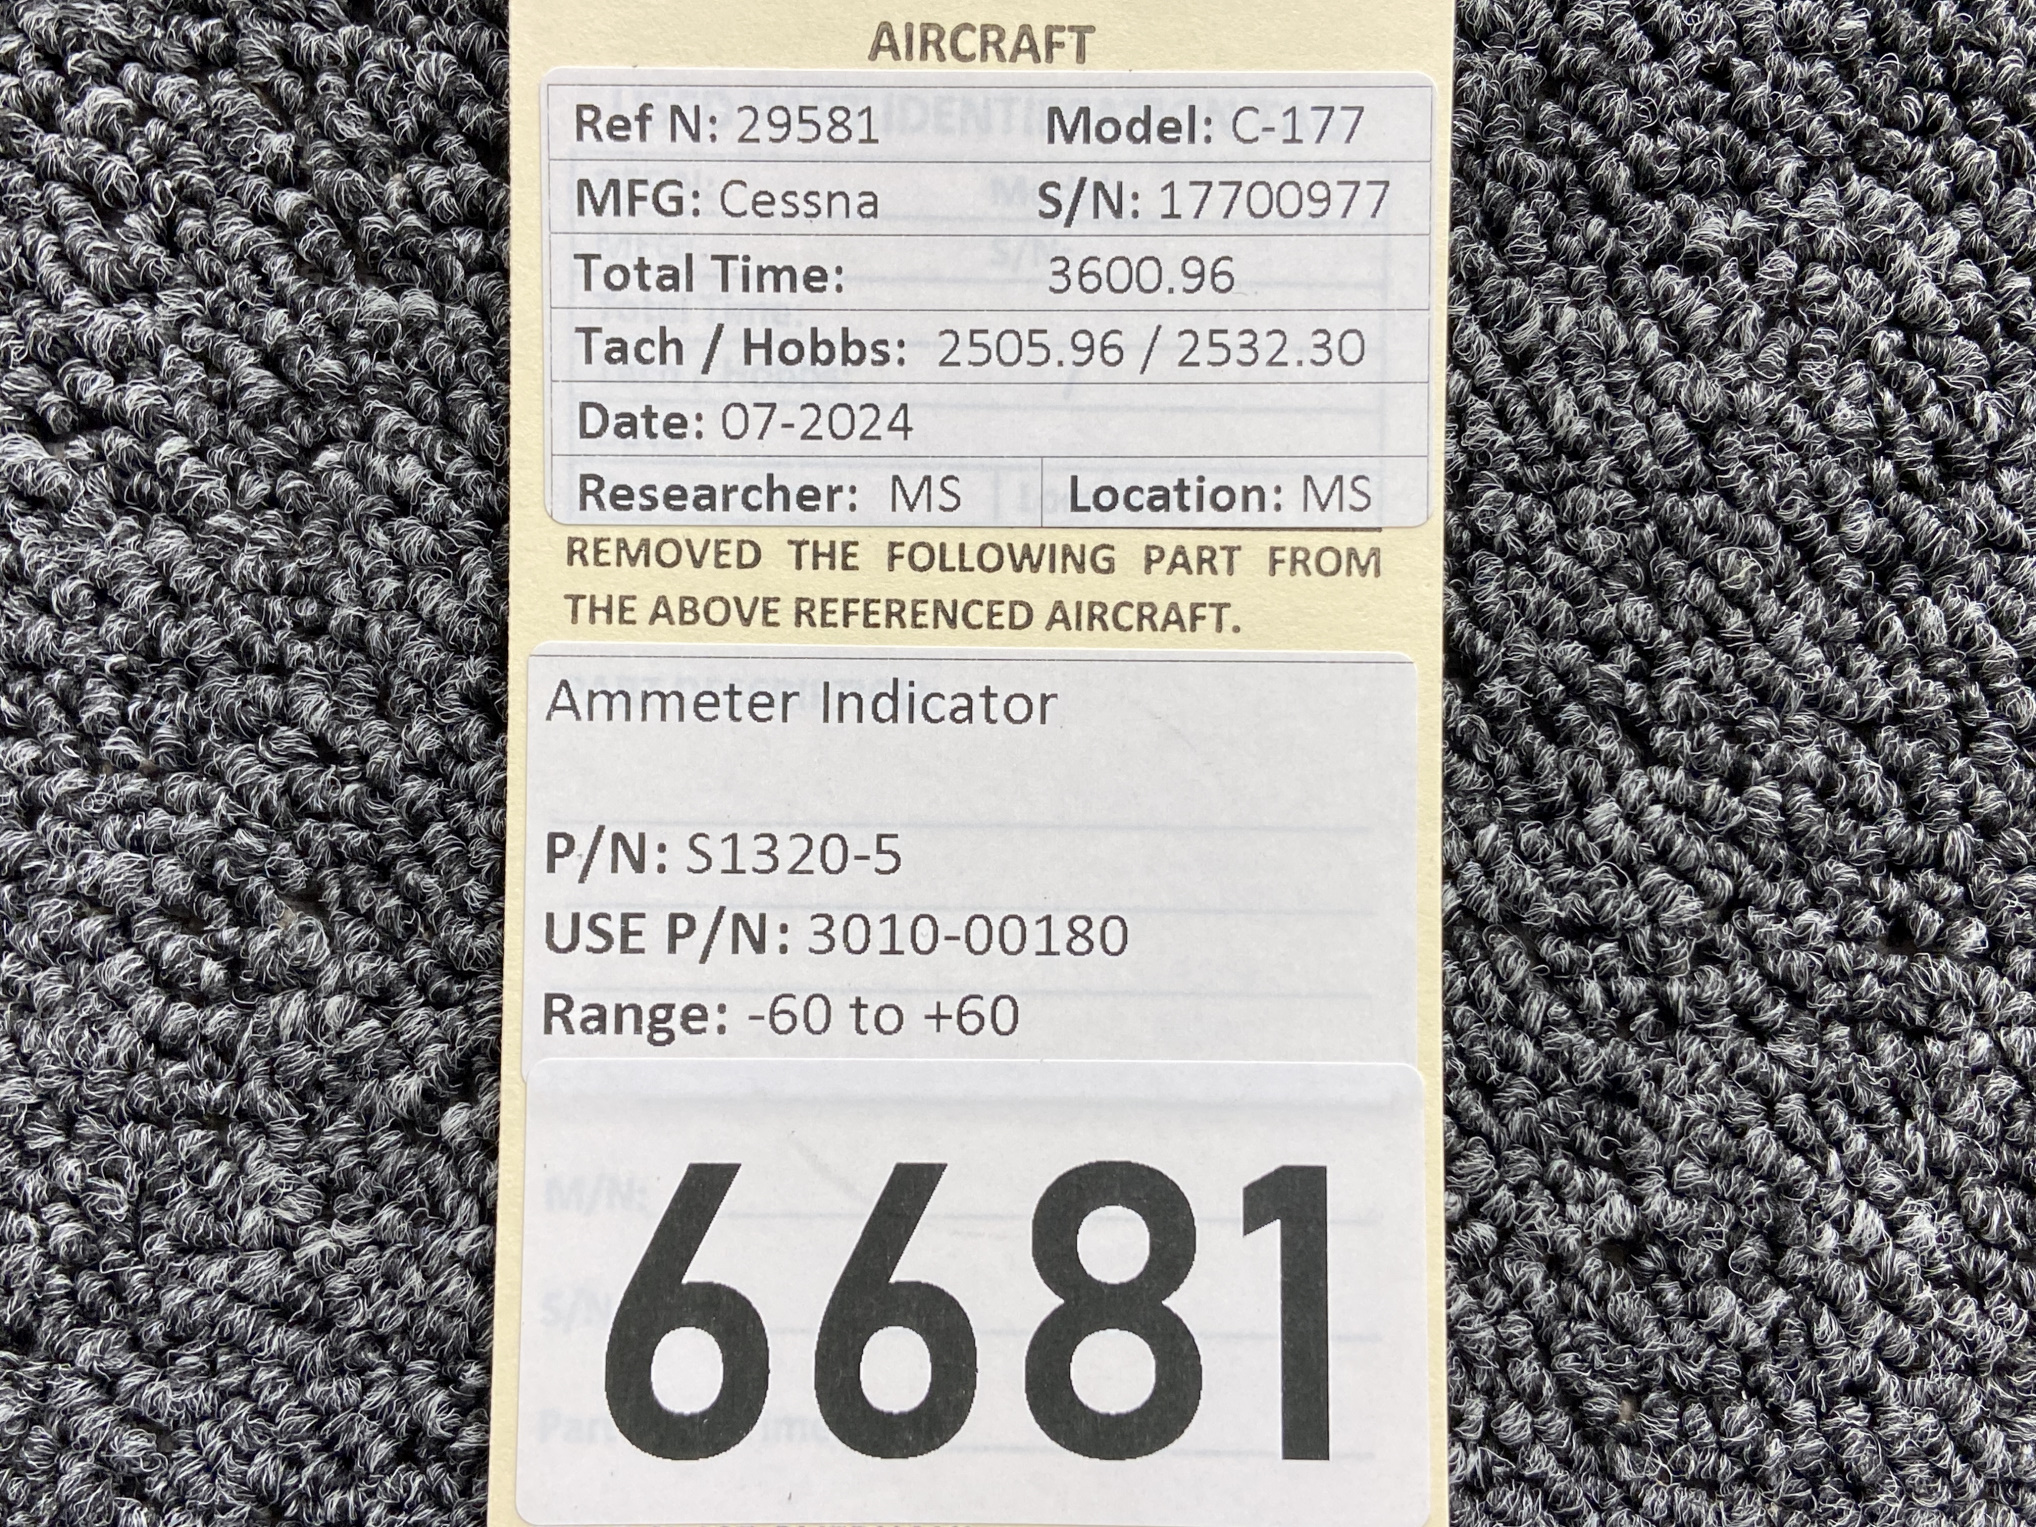 AIRCRAFT
Ref N: 29581 Model: C-177
MFG: Cessna S/N: 17700977
Total Time: 3600.96
Tach / Hobbs: 2505.96 / 2532.30
Date: 07-2024
Researcher: MS Location: MS
REMOVED THE FOLLOWING PART FROM
THE ABOVE REFERENCED AIRCRAFT.
Ammeter Indicator
P/N: S1320-5
USE P/N: 3010-00180
Range: -60 to +60
M/N:
S/N
6681